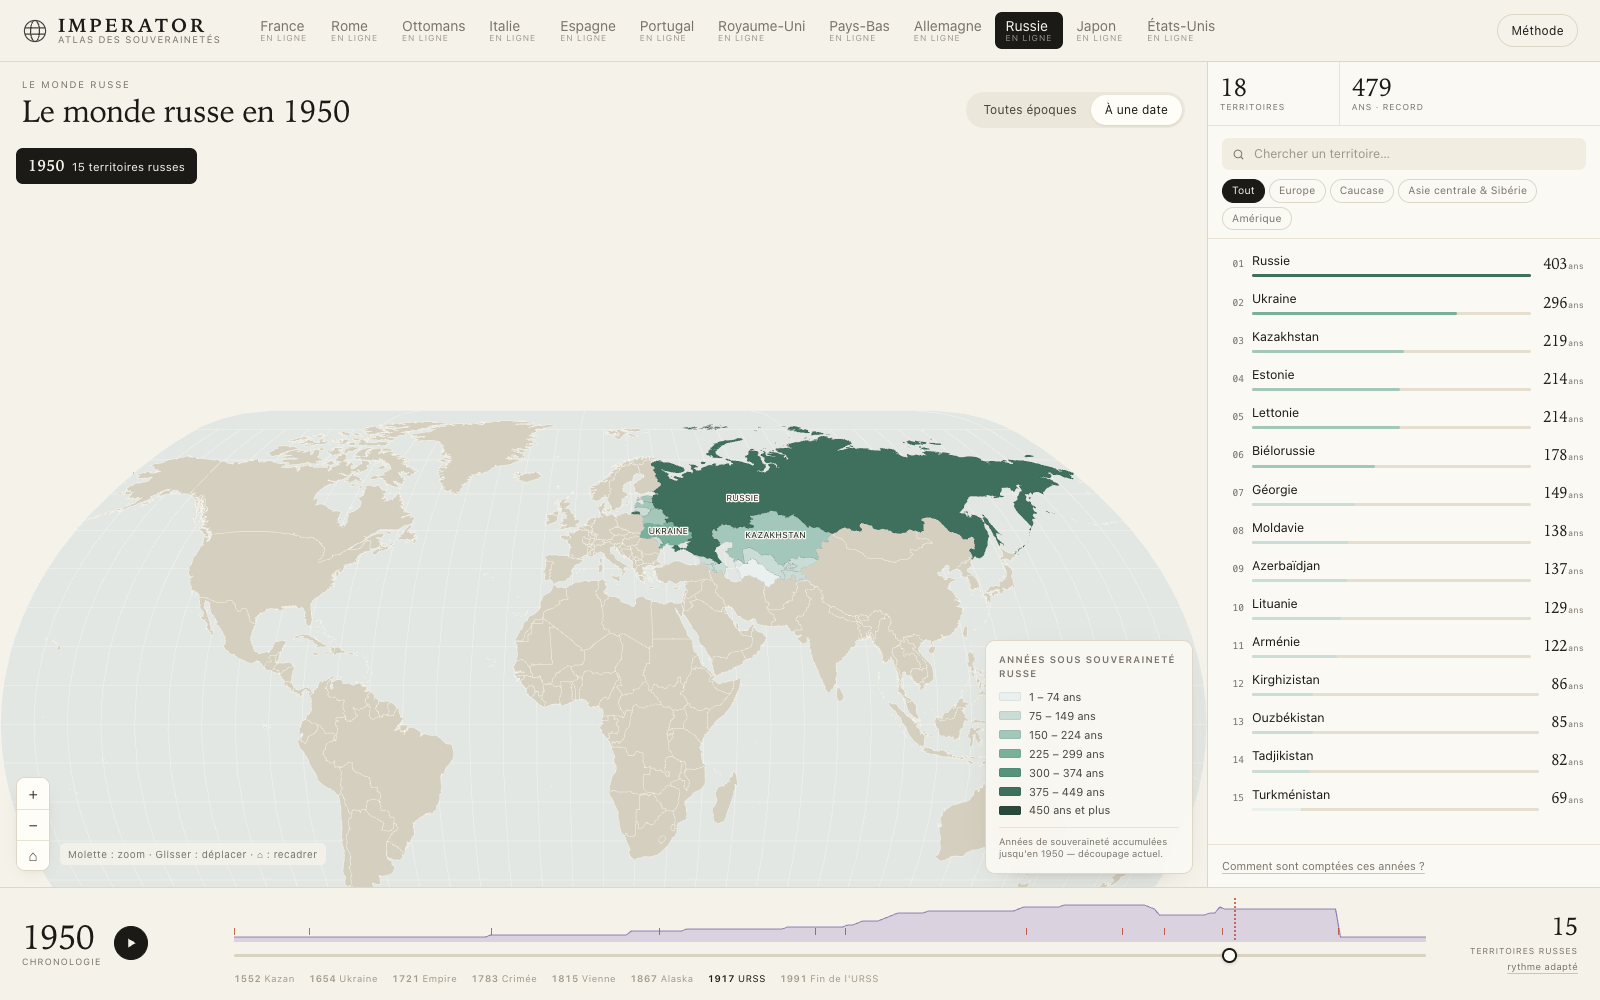 IMPERATOR
ATLAS DES SOUVERAINETÉS
France
EN LIGNE
Rome
EN LIGNE
Ottomans
EN LIGNE
Italie
EN LIGNE
Espagne
EN LIGNE
Portugal
EN LIGNE
Royaume-Uni
EN LIGNE
Pays-Bas
EN LIGNE
Allemagne
EN LIGNE
Russie
EN LIGNE
Japon
EN LIGNE
États-Unis
EN LIGNE
Méthode
LE MONDE RUSSE
Le monde russe en 1950
Toutes époques
À une date
1950 15 territoires russes
RUSSIE
UKRAINE
KAZAKHSTAN
ANNÉES SOUS SOUVERAINETÉ
RUSSE
1 – 74 ans
75 – 149 ans
150 – 224 ans
225 – 299 ans
300 – 374 ans
375 – 449 ans
450 ans et plus
Années de souveraineté accumulées
jusqu'en 1950 — découpage actuel.
+
−
⌂
Molette : zoom · Glisser : déplacer · ⌂ : recadrer
18
TERRITOIRES
479
ANS · RECORD
Chercher un territoire...
Tout
Europe
Caucase
Asie centrale & Sibérie
Amérique
01 Russie 403 ans
02 Ukraine 296 ans
03 Kazakhstan 219 ans
04 Estonie 214 ans
05 Lettonie 214 ans
06 Biélorussie 178 ans
07 Géorgie 149 ans
08 Moldavie 138 ans
09 Azerbaïdjan 137 ans
10 Lituanie 129 ans
11 Arménie 122 ans
12 Kirghizistan 86 ans
13 Ouzbékistan 85 ans
14 Tadjikistan 82 ans
15 Turkménistan 69 ans
Comment sont comptées ces années ?
1950
CHRONOLOGIE
1552 Kazan
1654 Ukraine
1721 Empire
1783 Crimée
1815 Vienne
1867 Alaska
1917 URSS
1991 Fin de l'URSS
15
TERRITOIRES RUSSES
rythme adapté